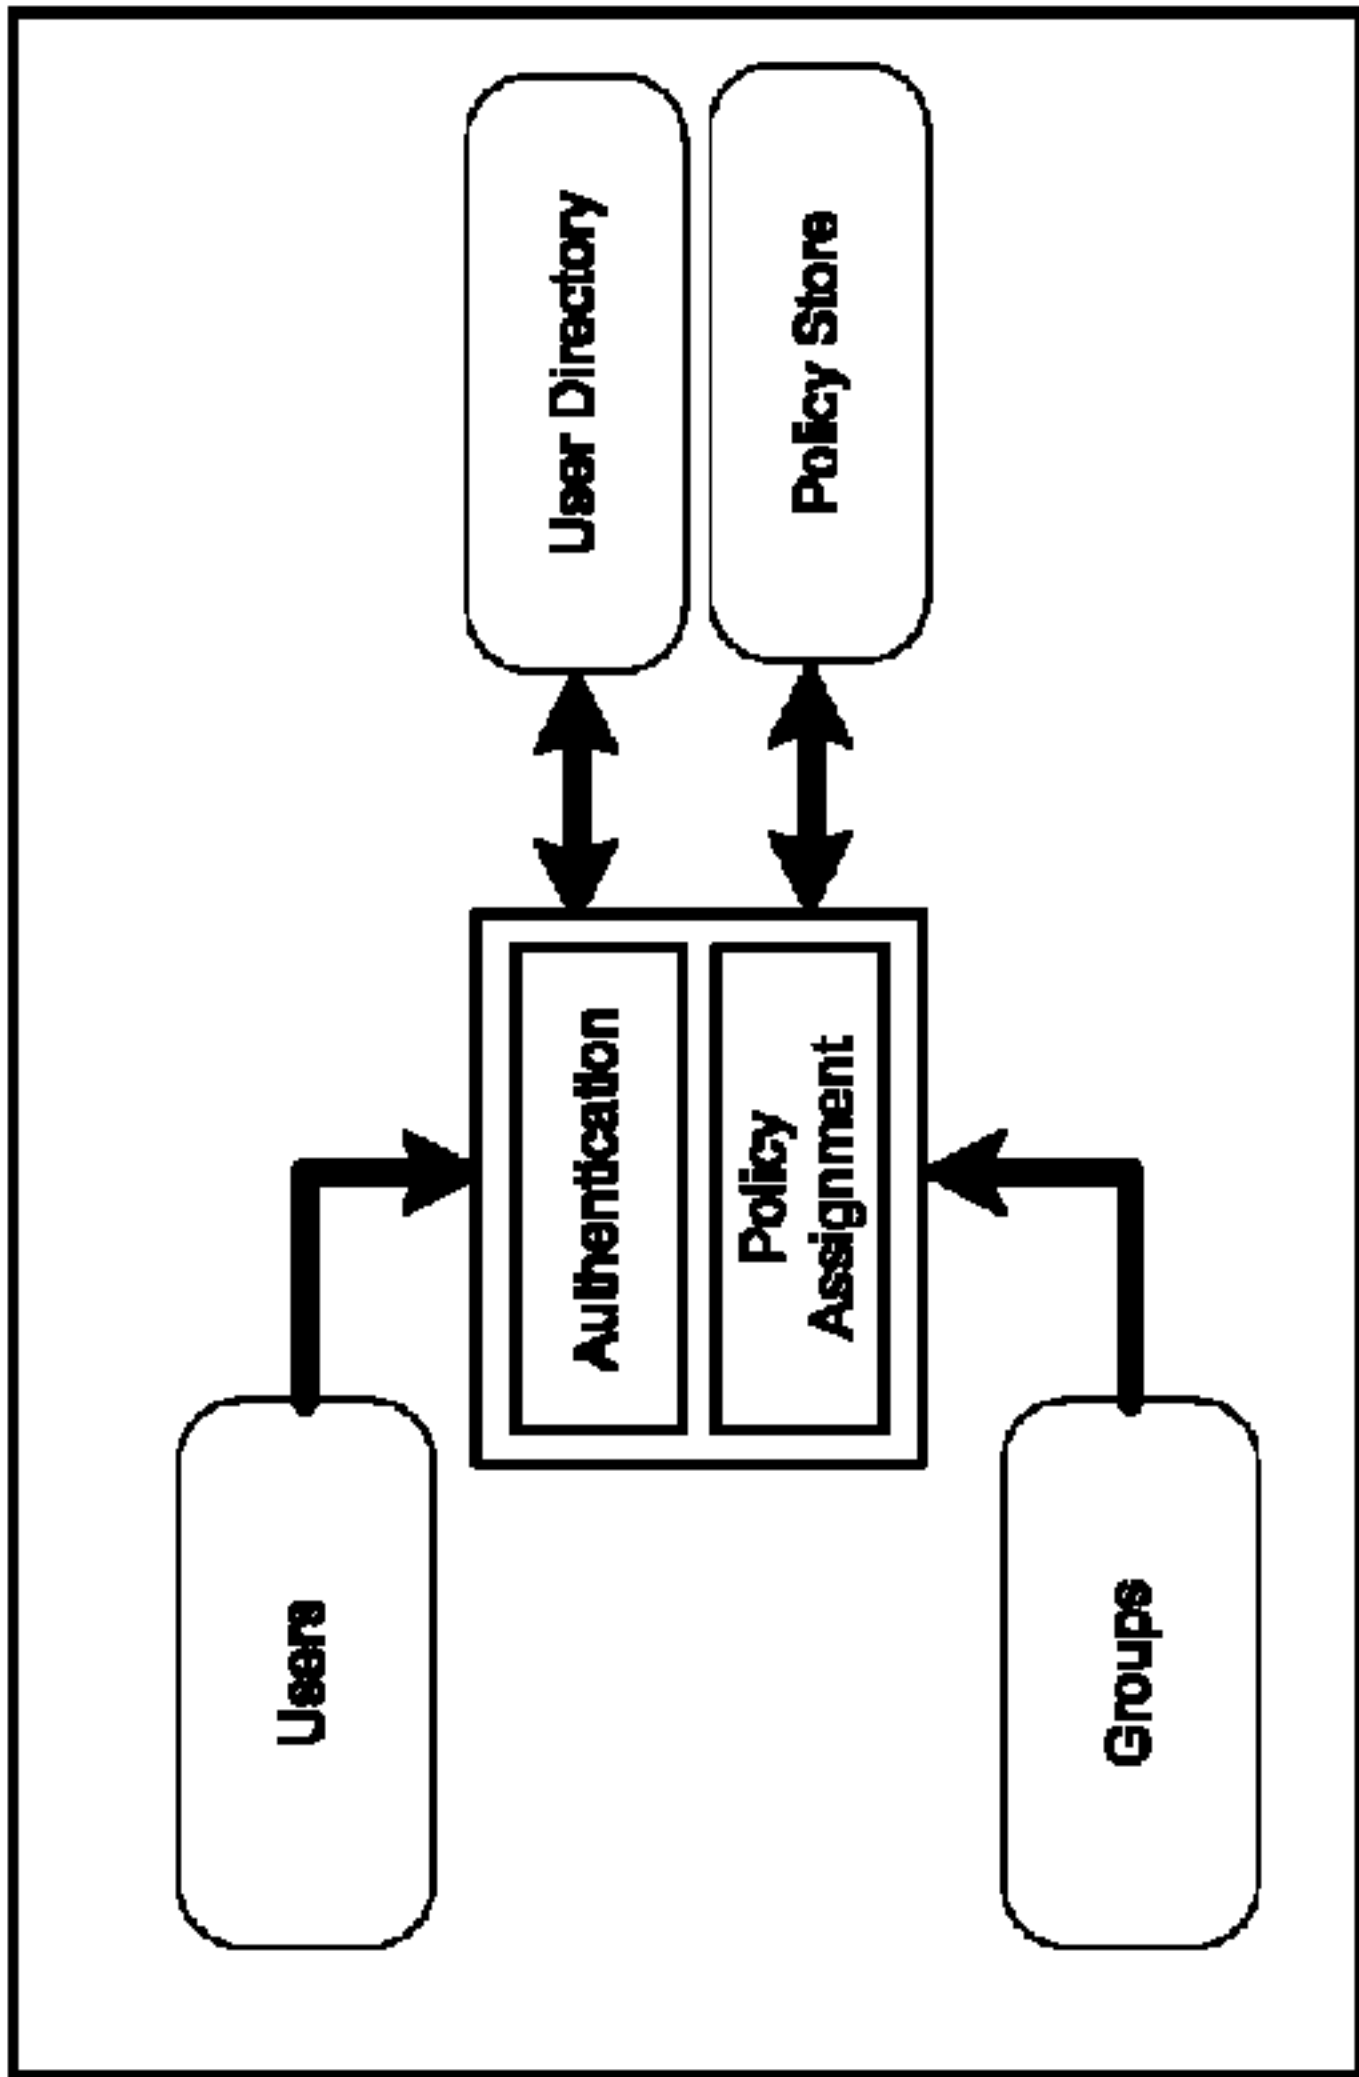 Users
Authentication
User Directory
Policy
Assignment
Policy Store
Groups